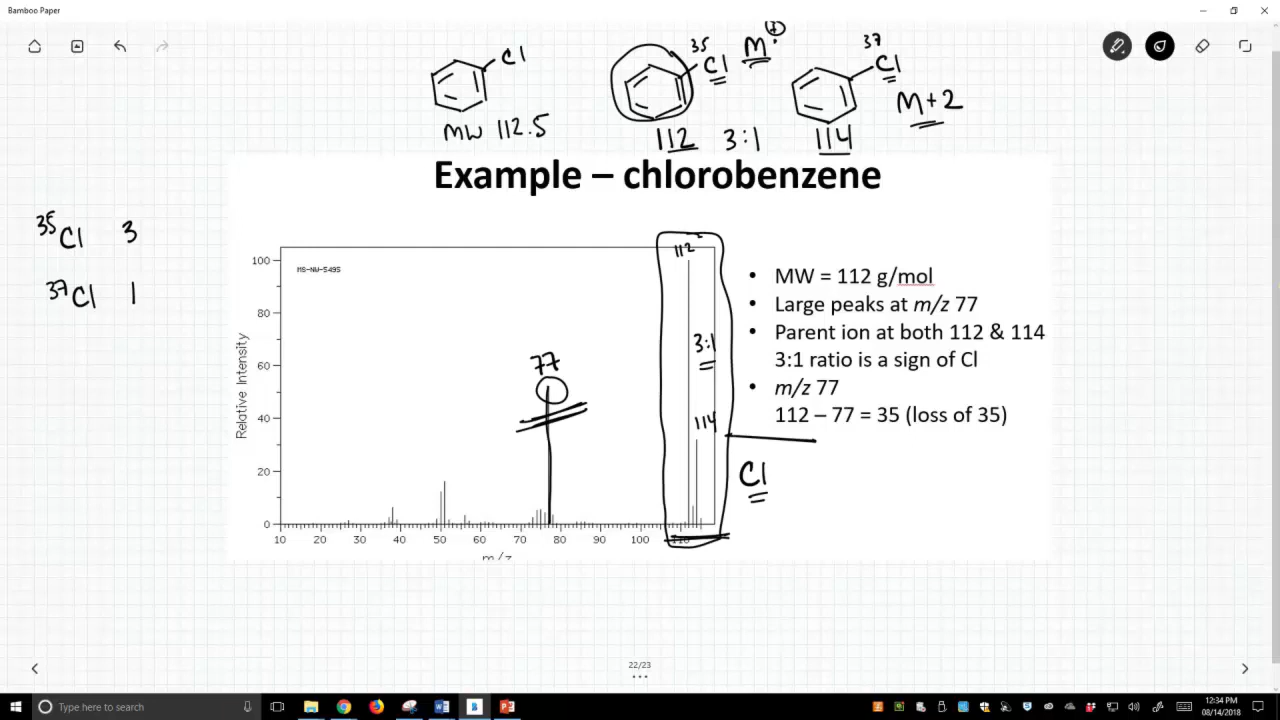 Bamboo Paper
Cl
MW 112.5
35
Cl
M⊕
112 3:1
37
Cl
M+2
114
Example – chlorobenzene
35Cl 3
37Cl 1
MS-NW-5495
100
80
60
40
20
0
Relative Intensity
10 20 30 40 50 60 70 80 90 100 110
m/z
77
112
3:1
114
• MW = 112 g/mol
• Large peaks at m/z 77
• Parent ion at both 112 & 114
3:1 ratio is a sign of Cl
• m/z 77
112 – 77 = 35 (loss of 35)
Cl
22/23
Type here to search
12:34 PM
08/14/2018